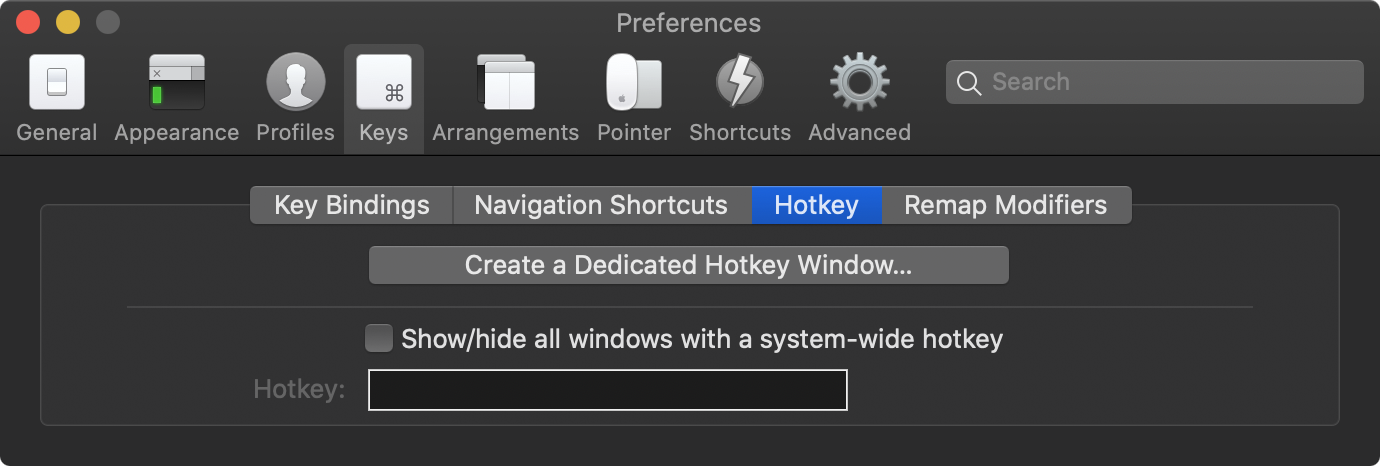 Preferences
General Appearance Profiles Keys Arrangements Pointer Shortcuts Advanced Search
Key Bindings Navigation Shortcuts Hotkey Remap Modifiers
Create a Dedicated Hotkey Window...
Show/hide all windows with a system-wide hotkey
Hotkey: